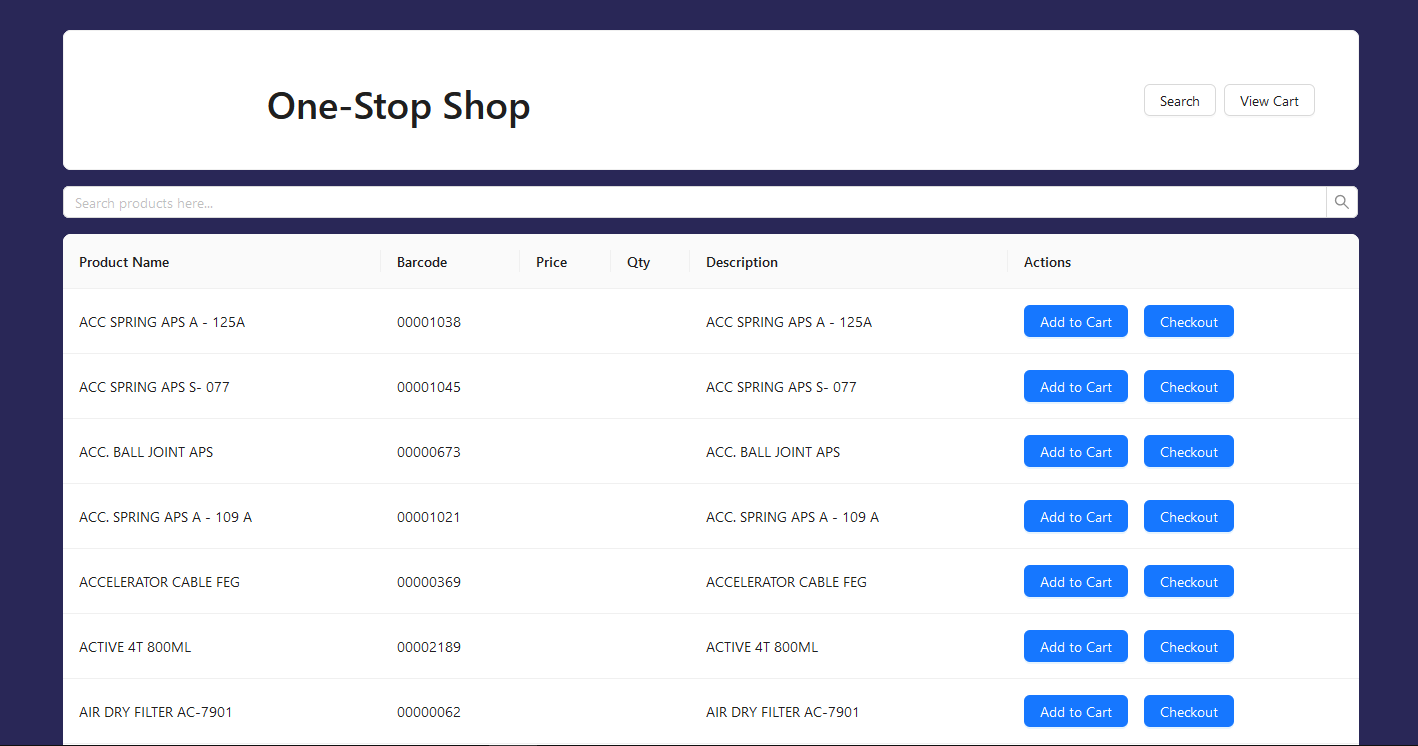 One-Stop Shop
Search View Cart
Search products here...
Product Name Barcode Price Qty Description Actions
ACC SPRING APS A - 125A 00001038 ACC SPRING APS A - 125A Add to Cart Checkout
ACC SPRING APS S- 077 00001045 ACC SPRING APS S- 077 Add to Cart Checkout
ACC. BALL JOINT APS 00000673 ACC. BALL JOINT APS Add to Cart Checkout
ACC. SPRING APS A - 109 A 00001021 ACC. SPRING APS A - 109 A Add to Cart Checkout
ACCELERATOR CABLE FEG 00000369 ACCELERATOR CABLE FEG Add to Cart Checkout
ACTIVE 4T 800ML 00002189 ACTIVE 4T 800ML Add to Cart Checkout
AIR DRY FILTER AC-7901 00000062 AIR DRY FILTER AC-7901 Add to Cart Checkout